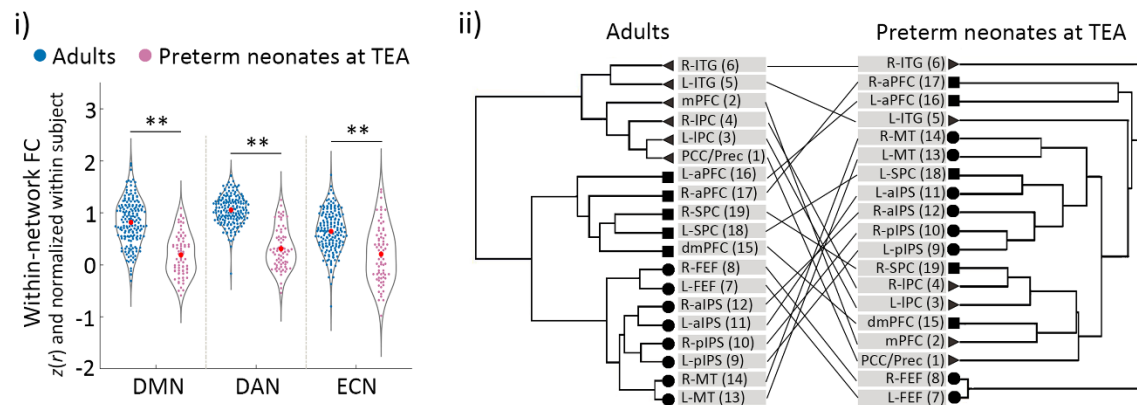 i)
Adults
Preterm neonates at TEA
Within-network FC
z(r) and normalized within subject
3
2
1
0
-1
-2
**
**
**
DMN
DAN
ECN
ii)
Adults
R-ITG (6)
L-ITG (5)
mPFC (2)
R-lPC (4)
L-lPC (3)
PCC/Prec (1)
L-aPFC (16)
R-aPFC (17)
R-SPC (19)
L-SPC (18)
dmPFC (15)
R-FEF (8)
L-FEF (7)
R-aIPS (12)
L-aIPS (11)
R-pIPS (10)
L-pIPS (9)
R-MT (14)
L-MT (13)
Preterm neonates at TEA
R-ITG (6)
R-aPFC (17)
L-aPFC (16)
L-ITG (5)
R-MT (14)
L-MT (13)
L-SPC (18)
L-aIPS (11)
R-aIPS (12)
R-pIPS (10)
L-pIPS (9)
R-SPC (19)
R-lPC (4)
L-lPC (3)
dmPFC (15)
mPFC (2)
PCC/Prec (1)
R-FEF (8)
L-FEF (7)